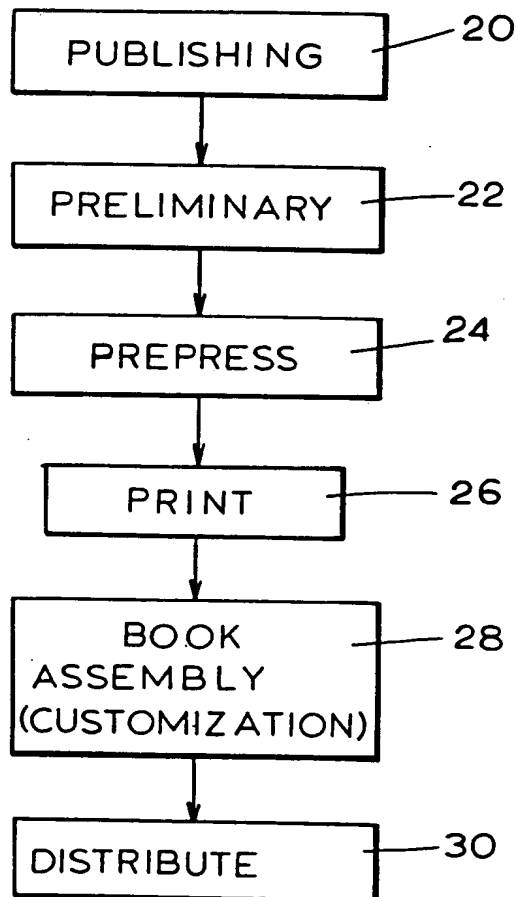 PUBLISHING
20
PRELIMINARY
22
PREPRESS
24
PRINT
26
BOOK
ASSEMBLY
(CUSTOMIZATION)
28
DISTRIBUTE
30